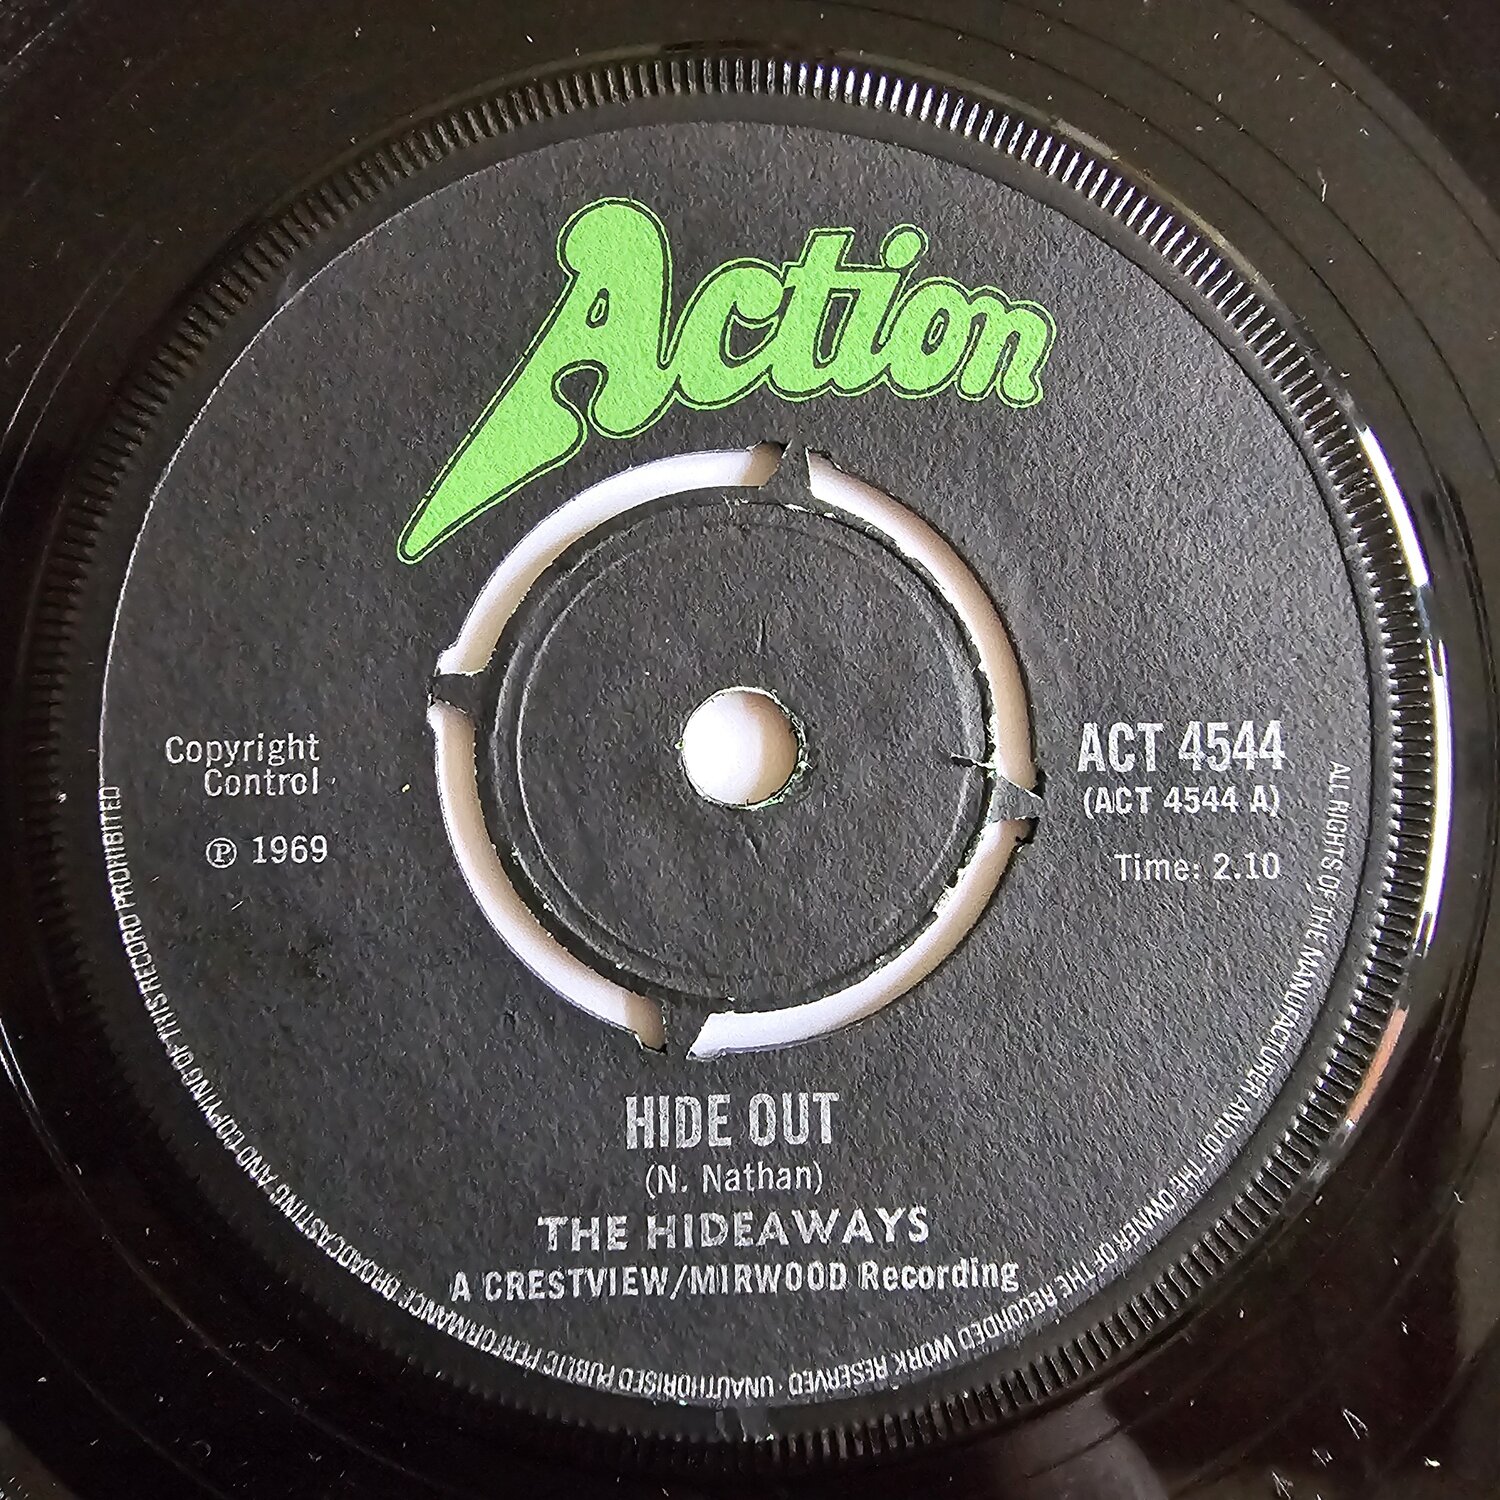 Action
Copyright
Control
℗ 1969
ACT 4544
(ACT 4544 A)
Time: 2.10
HIDE OUT
(N. Nathan)
THE HIDEAWAYS
A CRESTVIEW/MIRWOOD Recording
ALL RIGHTS OF THE MANUFACTURER AND OF THE OWNER OF THE RECORDED WORK RESERVED · UNAUTHORISED PUBLIC PERFORMANCE BROADCASTING AND COPYING OF THIS RECORD PROHIBITED